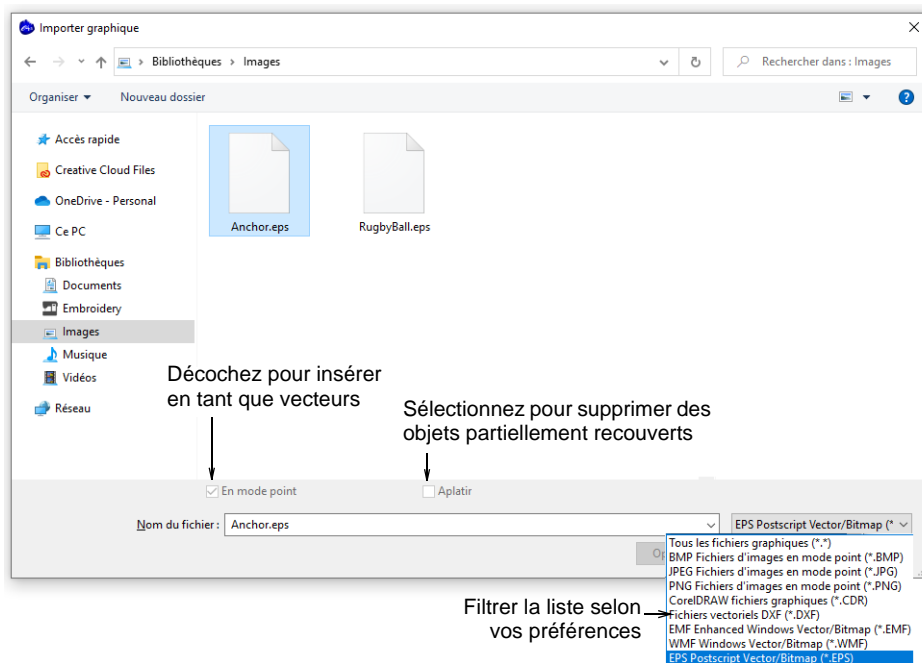 Importer graphique
Bibliothèques > Images
Rechercher dans : Images
Organiser
Nouveau dossier
Accès rapide
Creative Cloud Files
OneDrive - Personal
Ce PC
Bibliothèques
Documents
Embroidery
Images
Musique
Vidéos
Réseau
Anchor.eps
RugbyBall.eps
Décochez pour insérer
en tant que vecteurs
Sélectionnez pour supprimer des
objets partiellement recouverts
En mode point
Aplatir
Nom du fichier :
Anchor.eps
EPS Postscript Vector/Bitmap (*
Op
Tous les fichiers graphiques (*.*)
BMP Fichiers d'images en mode point (*.BMP)
JPEG Fichiers d'images en mode point (*.JPG)
PNG Fichiers d'images en mode point (*.PNG)
CorelDRAW fichiers graphiques (*.CDR)
Fichiers vectoriels DXF (*.DXF)
EMF Enhanced Windows Vector/Bitmap (*.EMF)
WMF Windows Vector/Bitmap (*.WMF)
EPS Postscript Vector/Bitmap (*.EPS)
Filtrer la liste selon
vos préférences